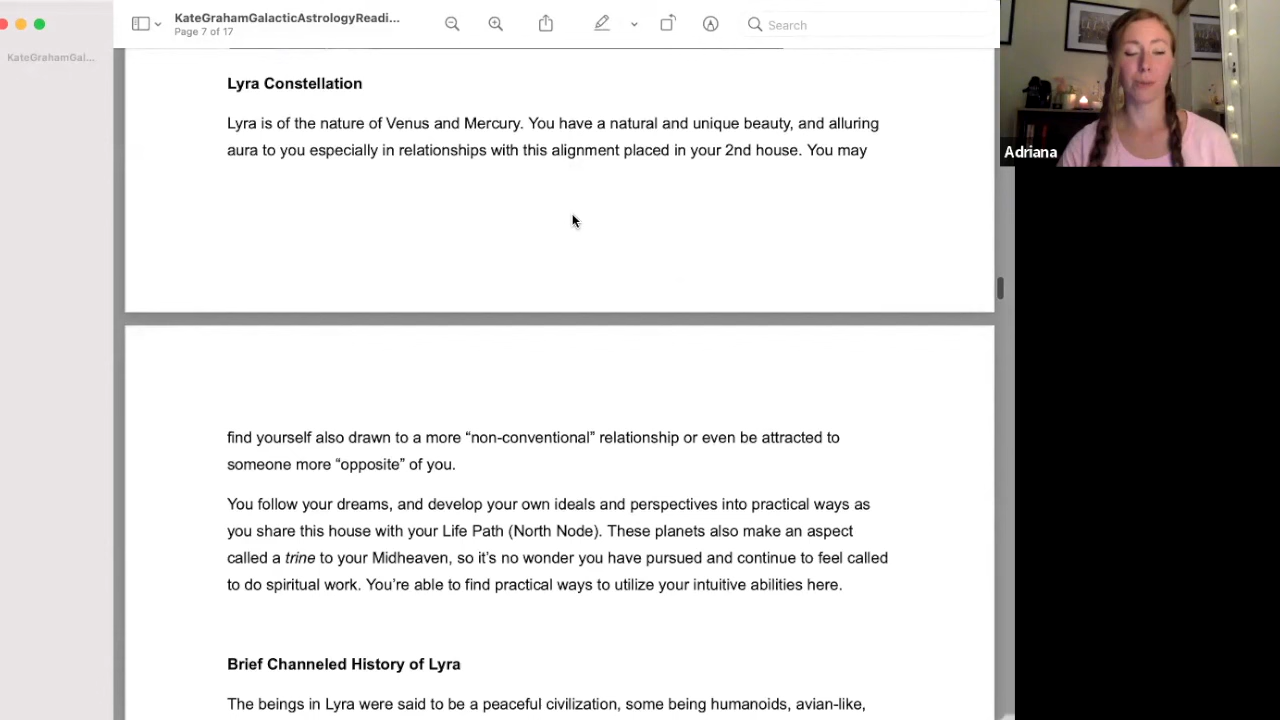 KateGrahamGalacticAstrologyReadi...
Page 7 of 17
Search
KateGrahamGal...
Adriana
Lyra Constellation
Lyra is of the nature of Venus and Mercury. You have a natural and unique beauty, and alluring
aura to you especially in relationships with this alignment placed in your 2nd house. You may
find yourself also drawn to a more “non-conventional” relationship or even be attracted to
someone more “opposite” of you.
You follow your dreams, and develop your own ideals and perspectives into practical ways as
you share this house with your Life Path (North Node). These planets also make an aspect
called a trine to your Midheaven, so it’s no wonder you have pursued and continue to feel called
to do spiritual work. You’re able to find practical ways to utilize your intuitive abilities here.
Brief Channeled History of Lyra
The beings in Lyra were said to be a peaceful civilization, some being humanoids, avian-like,